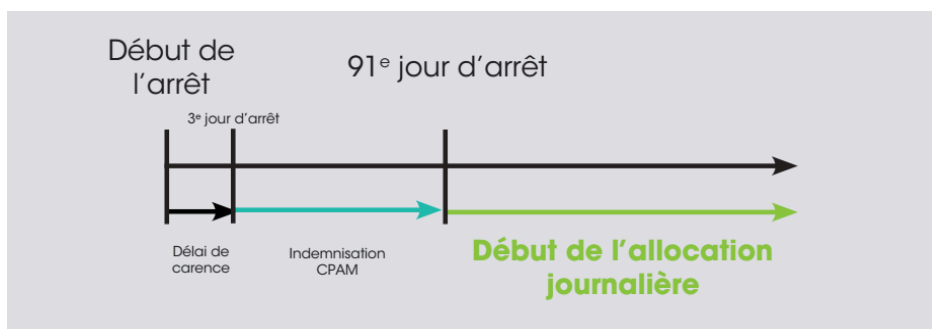 Début de
l’arrêt
91ᵉ jour d’arrêt
3ᵉ jour d’arrêt
Délai de
carence
Indemnisation
CPAM
Début de l’allocation
journalière